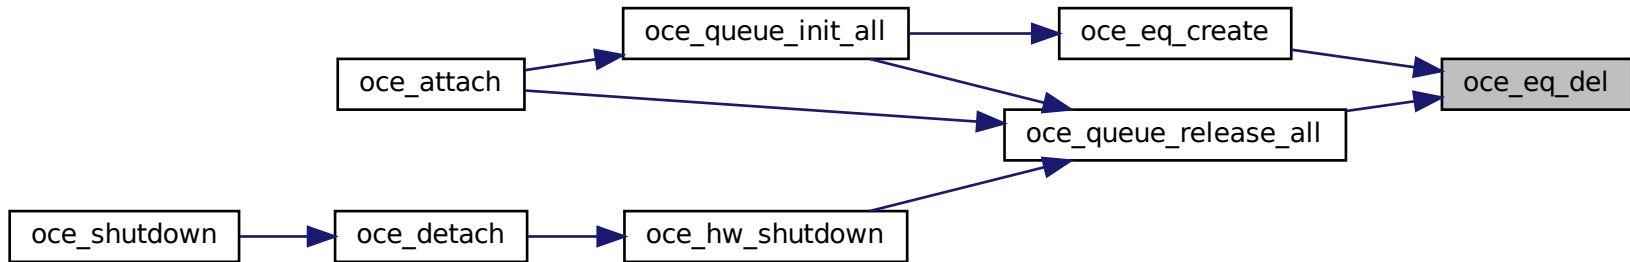 oce_queue_init_all
oce_eq_create
oce_attach
oce_eq_del
oce_queue_release_all
oce_shutdown
oce_detach
oce_hw_shutdown